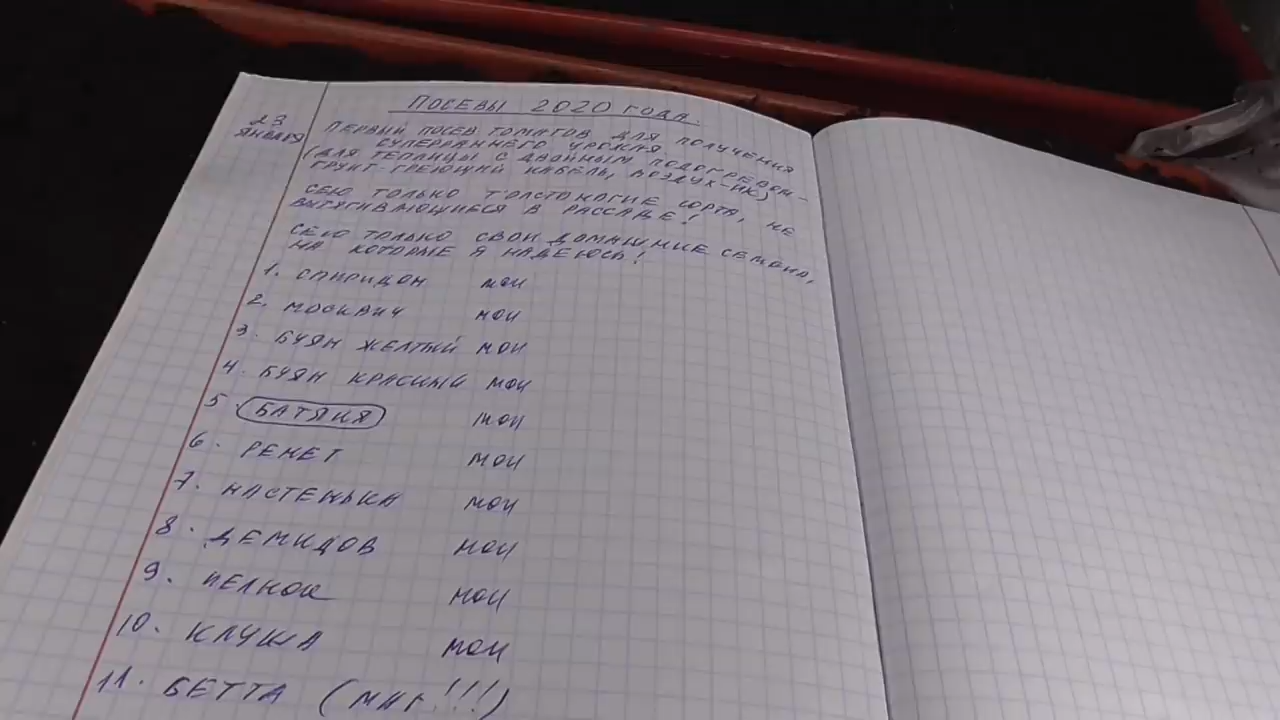 ПОСЕВЫ 2020 ГОДА.
23
ЯНВАРЯ
ПЕРВЫЙ ПОСЕВ ТОМАТОВ ДЛЯ ПОЛУЧЕНИЯ
СУПЕРРАННЕГО УРОЖАЯ
(ДЛЯ ТЕПЛИЦЫ С ДВОЙНЫМ ПОДОГРЕВОМ-
ГРУНТ-ГРЕЮЩИЙ КАБЕЛЬ, ВОЗДУХ-ИК)
СЕЮ ТОЛЬКО ТОЛСТОНОГИЕ СОРТА, НЕ
ВЫТЯГИВАЮЩИЕСЯ В РАССАДЕ!
СЕЮ ТОЛЬКО СВОИ ДОМАШНИЕ СЕМЕНА,
НА КОТОРЫЕ Я НАДЕЮСЬ!
1. СПИРИДОН МОИ
2. МОСКВИЧ МОИ
3. БУЯН ЖЕЛТЫЙ МОИ
4. БУЯН КРАСНЫЙ МОИ
5. БАТЯНЯ МОИ
6. РЕМЕТ МОИ
7. НАСТЕНЬКА МОИ
8. ДЕМИДОВ МОИ
9. МОИ
10. КЛУША МОИ
11. БЕТТА (МАГ!!!)